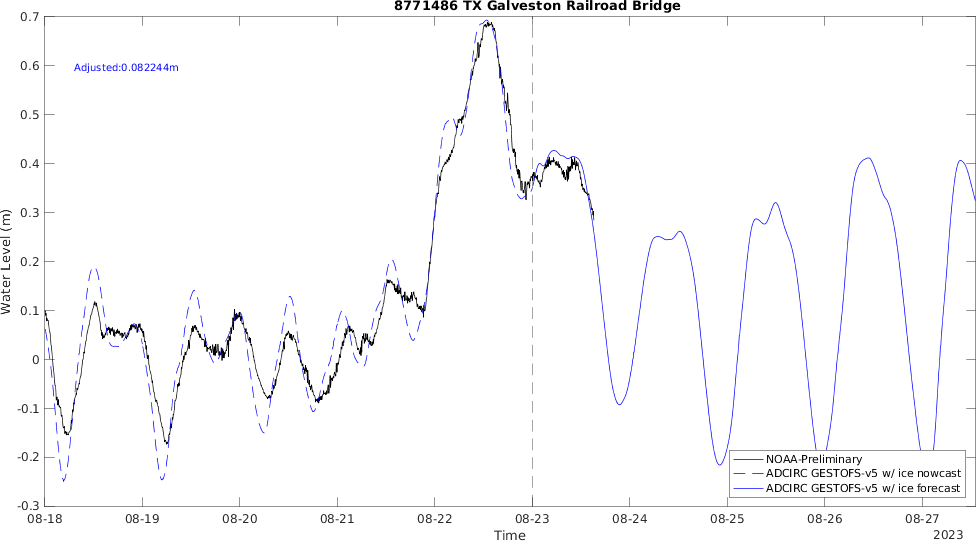 8771486 TX Galveston Railroad Bridge
Adjusted:0.082244m
Water Level (m)
0.7
0.6
0.5
0.4
0.3
0.2
0.1
0
-0.1
-0.2
-0.3
NOAA-Preliminary
ADCIRC GESTOFS-v5 w/ ice nowcast
ADCIRC GESTOFS-v5 w/ ice forecast
08-18 08-19 08-20 08-21 08-22 08-23 08-24 08-25 08-26 08-27
Time
2023